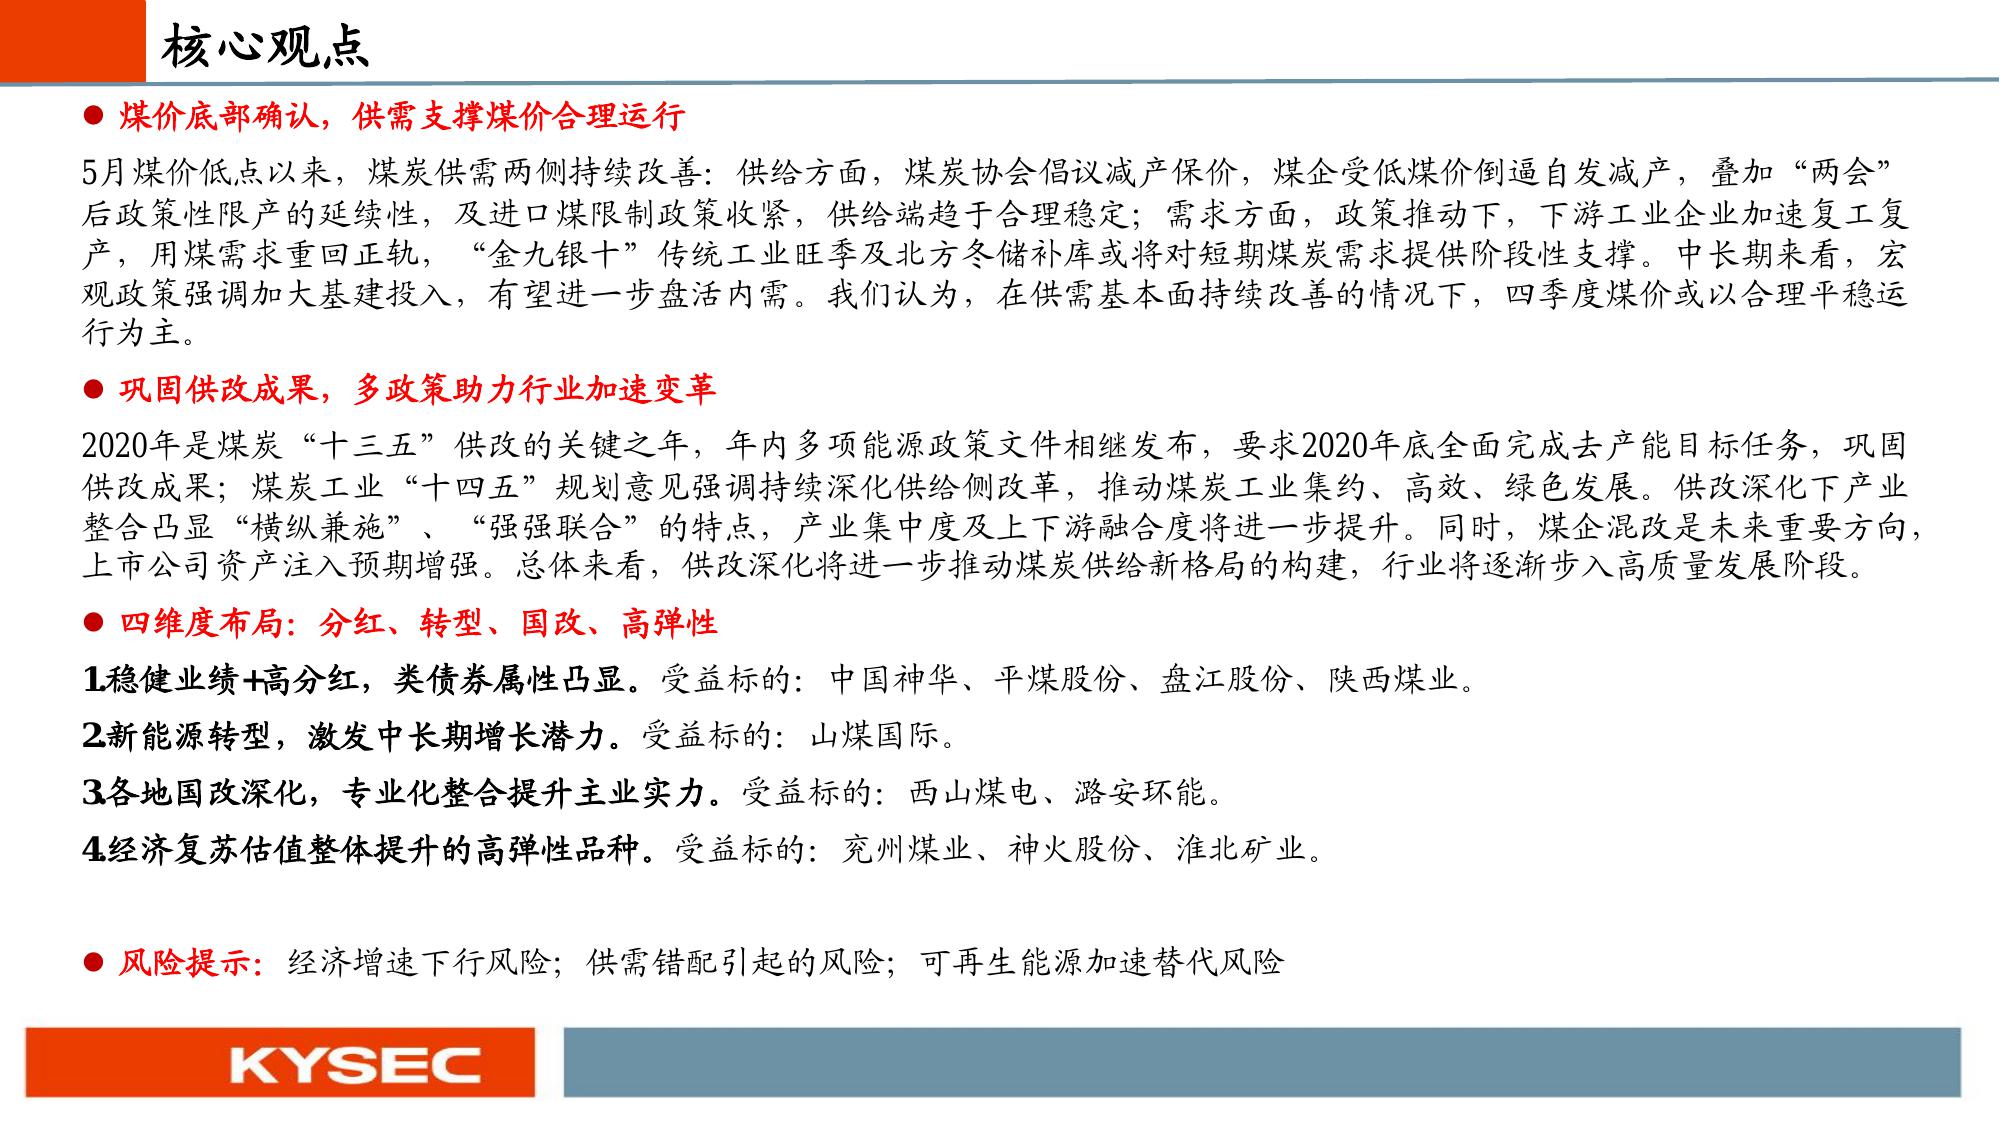 核心观点
● 煤价底部确认，供需支撑煤价合理运行
5月煤价低点以来，煤炭供需两侧持续改善：供给方面，煤炭协会倡议减产保价，煤企受低煤价倒逼自发减产，叠加“两会”
后政策性限产的延续性，及进口煤限制政策收紧，供给端趋于合理稳定；需求方面，政策推动下，下游工业企业加速复工复
产，用煤需求重回正轨，“金九银十”传统工业旺季及北方冬储补库或将对短期煤炭需求提供阶段性支撑。中长期来看，宏
观政策强调加大基建投入，有望进一步盘活内需。我们认为，在供需基本面持续改善的情况下，四季度煤价或以合理平稳运
行为主。
● 巩固供改成果，多政策助力行业加速变革
2020年是煤炭“十三五”供改的关键之年，年内多项能源政策文件相继发布，要求2020年底全面完成去产能目标任务，巩固
供改成果；煤炭工业“十四五”规划意见强调持续深化供给侧改革，推动煤炭工业集约、高效、绿色发展。供改深化下产业
整合凸显“横纵兼施”、“强强联合”的特点，产业集中度及上下游融合度将进一步提升。同时，煤企混改是未来重要方向，
上市公司资产注入预期增强。总体来看，供改深化将进一步推动煤炭供给新格局的构建，行业将逐渐步入高质量发展阶段。
● 四维度布局：分红、转型、国改、高弹性
1.稳健业绩+高分红，类债券属性凸显。受益标的：中国神华、平煤股份、盘江股份、陕西煤业。
2.新能源转型，激发中长期增长潜力。受益标的：山煤国际。
3.各地国改深化，专业化整合提升主业实力。受益标的：西山煤电、潞安环能。
4.经济复苏估值整体提升的高弹性品种。受益标的：兖州煤业、神火股份、淮北矿业。
● 风险提示：经济增速下行风险；供需错配引起的风险；可再生能源加速替代风险
KYSEC